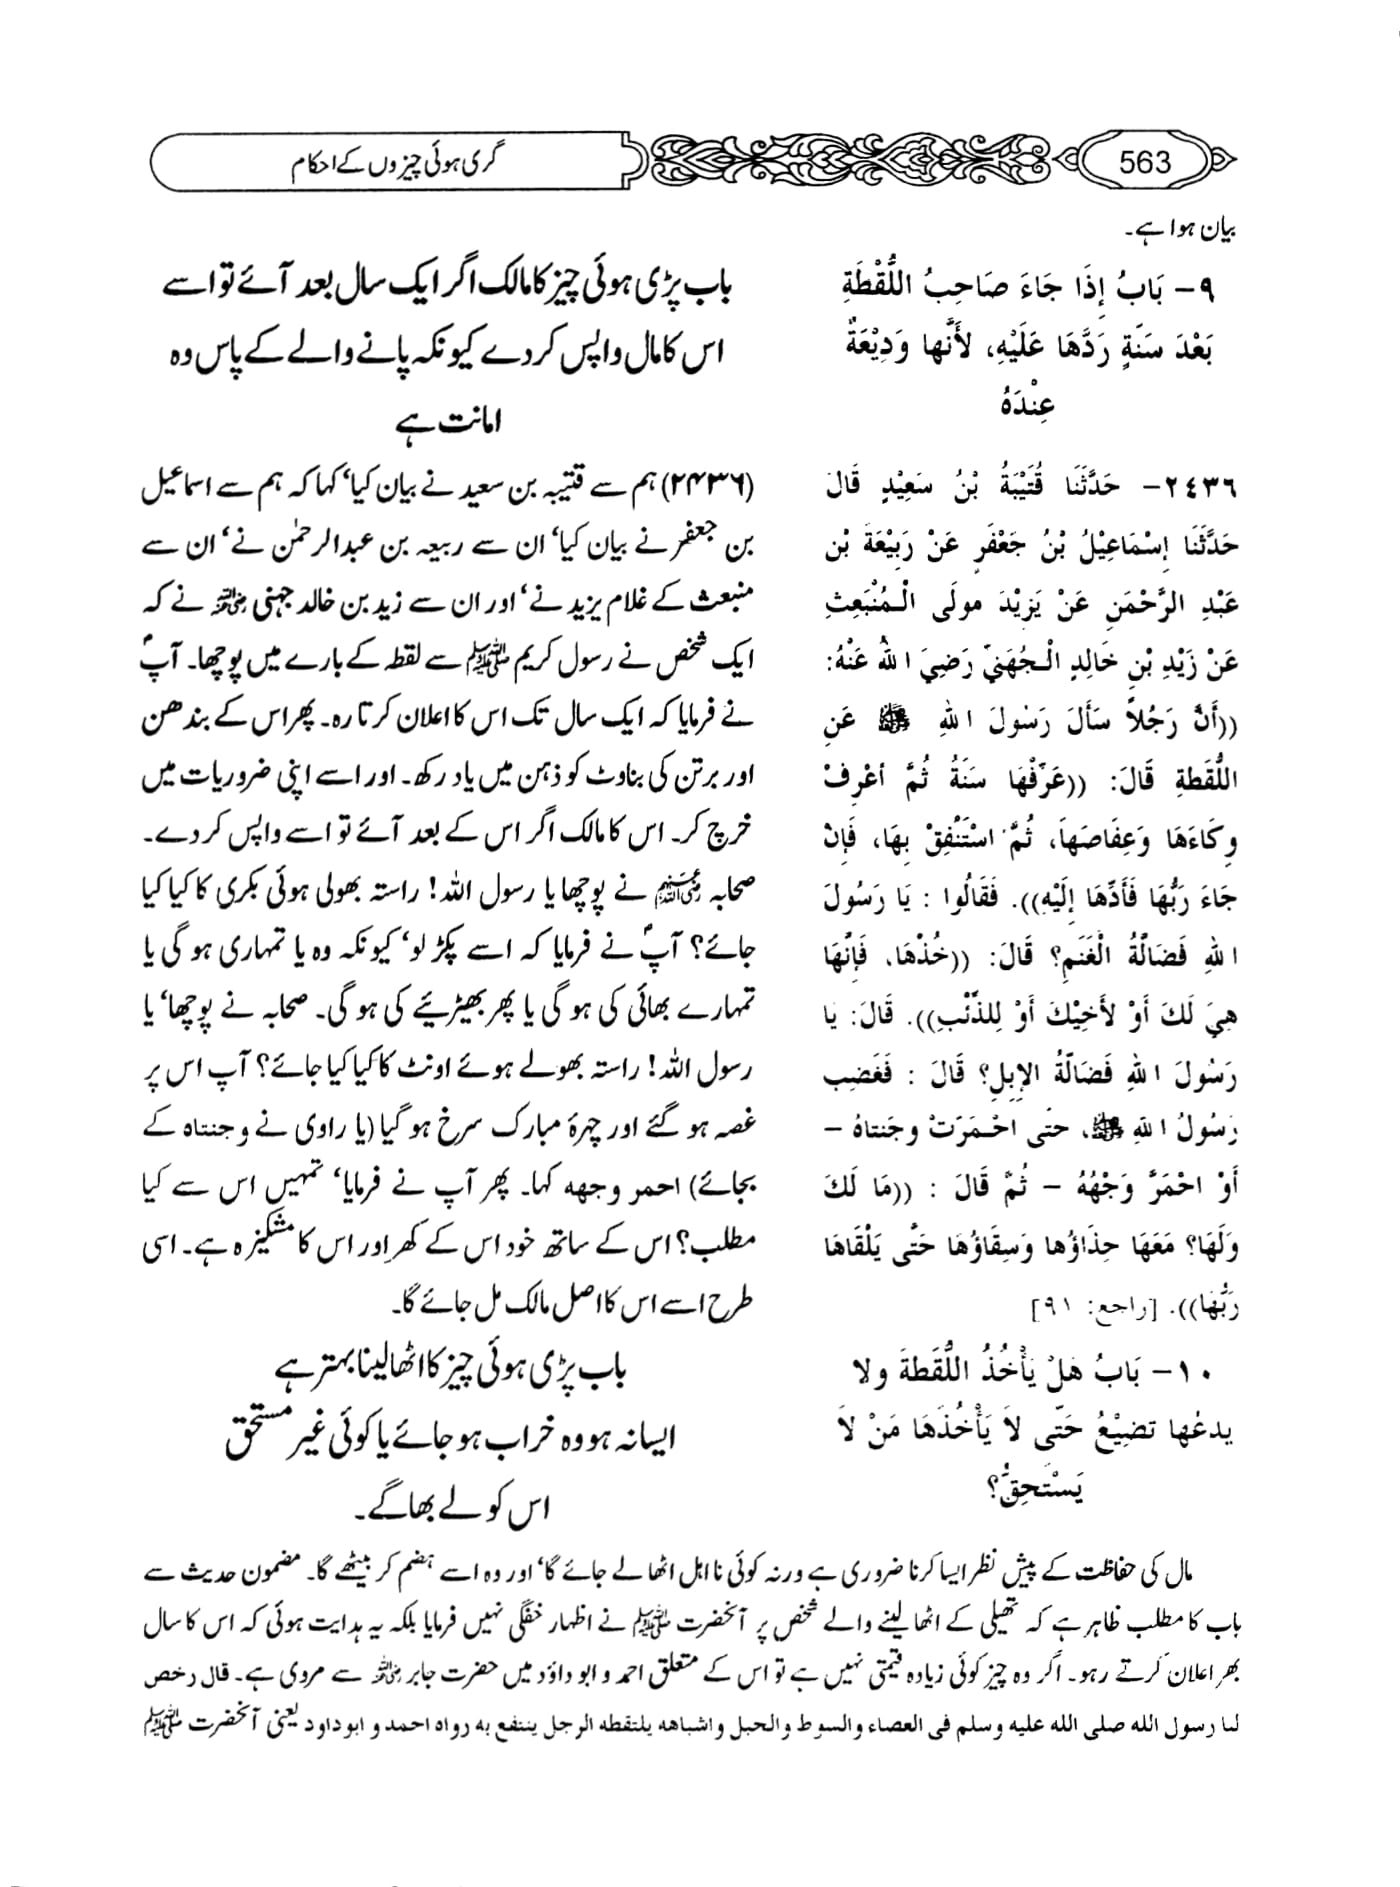 563
گری ہوئی چیزوں کے احکام
بیان ہوا ہے۔
٩- بَابُ إِذَا جَاءَ صَاحِبُ اللُّقْطَةِ
بَعْدَ سَنَةٍ رَدَّهَا عَلَيْهِ، لأَنَّها وَدِيْعَةٌ
عِنْدَهُ
باب پڑی ہوئی چیز کا مالک اگر ایک سال بعد آئے تو اسے
اس کا مال واپس کر دے کیونکہ پانے والے کے پاس وہ
امانت ہے
٢٤٣٦- حَدَّثَنَا قُتَيْبَةُ بْنُ سَعِيْدٍ قَالَ
حَدَّثَنَا إِسْمَاعِيْلُ بْنُ جَعْفَرٍ عَنْ رَبِيْعَةَ بْنِ
عَبْدِ الرَّحْمَنِ عَنْ يَزِيْدَ مولَى الْمُنْبَعِثِ
عَنْ زَيْدِ بْنِ خَالِدٍ الْجُهَنيِّ رَضِيَ اللهُ عَنْهُ:
((أَنَّ رَجُلاً سَأَلَ رَسُولَ اللهِ ﷺ عَنِ
اللُّقَطةِ قَالَ: ((عَرِّفْهَا سَنَةً ثُمَّ أعْرِفْ
وِكَاءَهَا وَعِفَاصَهَا، ثُمَّ اسْتَنْفِقْ بِهَا، فَإِنْ
جَاءَ رَبُّهَا فَأَدِّهَا إِلَيْهِ)). فَقَالُوا : يَا رَسُولَ
اللهِ فَضَالَّةُ الْغَنَمِ؟ قَالَ: ((خُذْهَا، فَإِنَّهَا
هِيَ لَكَ أَوْ لأَخِيْكَ أَوْ لِلذِّئْبِ)). قَالَ: يَا
رَسُولَ اللهِ فَضَالَّةُ الإِبِلِ؟ قَالَ : فَغَضِبَ
رَسُولُ اللهِ ﷺ، حَتَّى احْمَرَّتْ وجَنتاهُ –
أَوْ احْمَرَّ وَجْهُهُ – ثُمَّ قَالَ : ((مَا لَكَ
وَلَهَا؟ مَعَهَا حِذَاؤُها وَسِقَاؤُهَا حَتَّى يَلْقَاهَا
رَبُّهَا)). [راجع: ٩١]
(۲۴۳۶) ہم سے قتیبہ بن سعید نے بیان کیا، کہا کہ ہم سے اسماعیل
بن جعفر نے بیان کیا، ان سے ربیعہ بن عبدالرحمٰن نے، ان سے
منبعث کے غلام یزید نے، اور ان سے زید بن خالد جہنی رضی اللہ عنہ نے کہ
ایک شخص نے رسول کریم ﷺ سے لقطہ کے بارے میں پوچھا۔ آپؐ
نے فرمایا کہ ایک سال تک اس کا اعلان کرتا رہ۔ پھر اس کے بندھن
اور برتن کی بناوٹ کو ذہن میں یاد رکھ۔ اور اسے اپنی ضروریات میں
خرچ کر۔ اس کا مالک اگر اس کے بعد آئے تو اسے واپس کر دے۔
صحابہ رضی اللہ عنہم نے پوچھا یا رسول اللہ! راستہ بھولی ہوئی بکری کا کیا کیا
جائے؟ آپؐ نے فرمایا کہ اسے پکڑ لو، کیونکہ وہ یا تمہاری ہو گی یا
تمہارے بھائی کی ہو گی یا پھر بھیڑیئے کی ہو گی۔ صحابہ نے پوچھا، یا
رسول اللہ! راستہ بھولے ہوئے اونٹ کا کیا کیا جائے؟ آپ اس پر
غصہ ہو گئے اور چہرۂ مبارک سرخ ہو گیا (یا راوی نے وجنتاه کے
بجائے) احمر وجهه کہا۔ پھر آپ نے فرمایا، تمہیں اس سے کیا
مطلب؟ اس کے ساتھ خود اس کے کھر اور اس کا مشکیزہ ہے۔ اسی
طرح اسے اس کا اصل مالک مل جائے گا۔
١٠- بَابُ هَلْ يَأْخُذُ اللُّقَطَةَ ولا
يدعُها تضِيْعُ حَتَّى لاَ يَأْخُذَهَا مَنْ لاَ
يَسْتَحِقُّ؟
باب پڑی ہوئی چیز کا اٹھا لینا بہتر ہے
ایسا نہ ہو وہ خراب ہو جائے یا کوئی غیر مستحق
اس کو لے بھاگے۔
مال کی حفاظت کے پیش نظر ایسا کرنا ضروری ہے ورنہ کوئی نااہل اٹھا لے جائے گا، اور وہ اسے ہضم کر بیٹھے گا۔ مضمون حدیث سے
باب کا مطلب ظاہر ہے کہ تھیلی کے اٹھا لینے والے شخص پر آنحضرت ﷺ نے اظہار خفگی نہیں فرمایا بلکہ یہ ہدایت ہوئی کہ اس کا سال
بھر اعلان کرتے رہو۔ اگر وہ چیز کوئی زیادہ قیمتی نہیں ہے تو اس کے متعلق احمد و ابو داؤد میں حضرت جابر رضی اللہ عنہ سے مروی ہے۔ قال رخص
لنا رسول الله صلى الله عليه وسلم فى العصاء والسوط والحبل واشباهه يلتقطه الرجل ينتفع به رواه احمد و ابوداود یعنی آنحضرت ﷺ